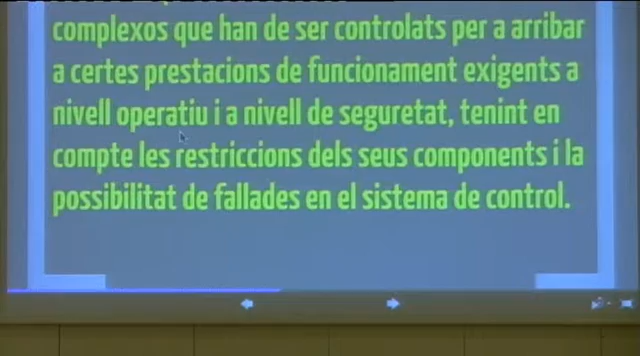 complexos que han de ser controlats per a arribar
a certes prestacions de funcionament exigents a
nivell operatiu i a nivell de seguretat, tenint en
compte les restriccions dels seus components i la
possibilitat de fallades en el sistema de control.